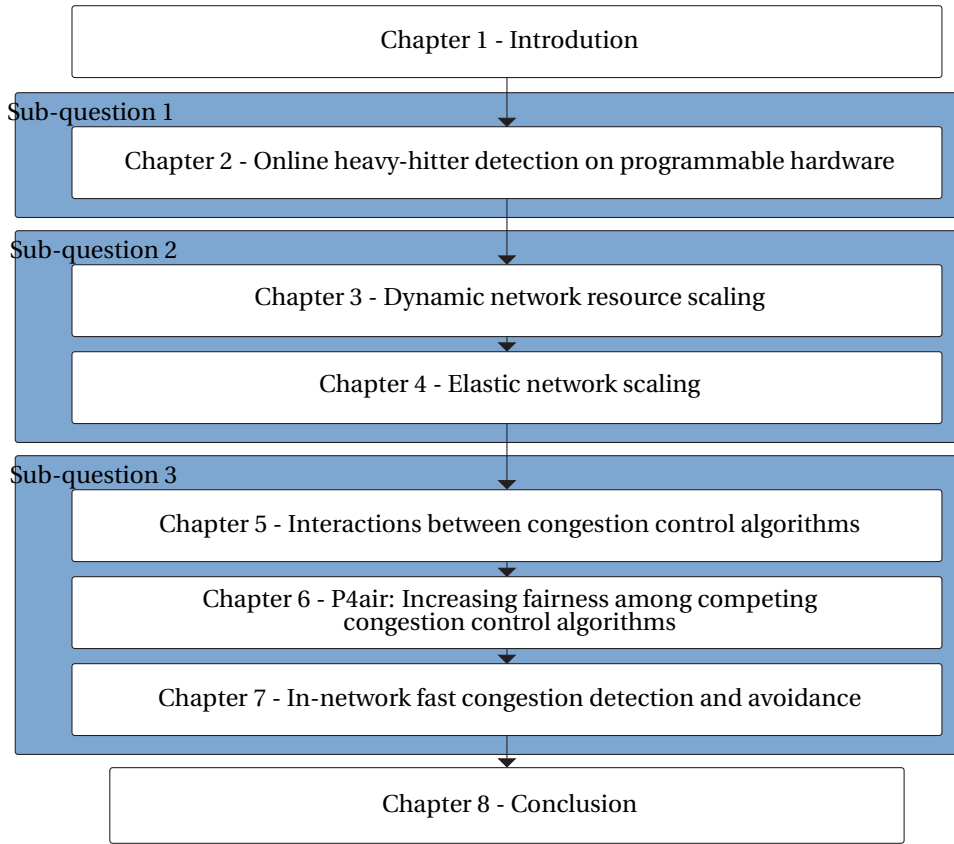 Chapter 1 - Introdution
Sub-question 1
Chapter 2 - Online heavy-hitter detection on programmable hardware
Sub-question 2
Chapter 3 - Dynamic network resource scaling
Chapter 4 - Elastic network scaling
Sub-question 3
Chapter 5 - Interactions between congestion control algorithms
Chapter 6 - P4air: Increasing fairness among competing
congestion control algorithms
Chapter 7 - In-network fast congestion detection and avoidance
Chapter 8 - Conclusion